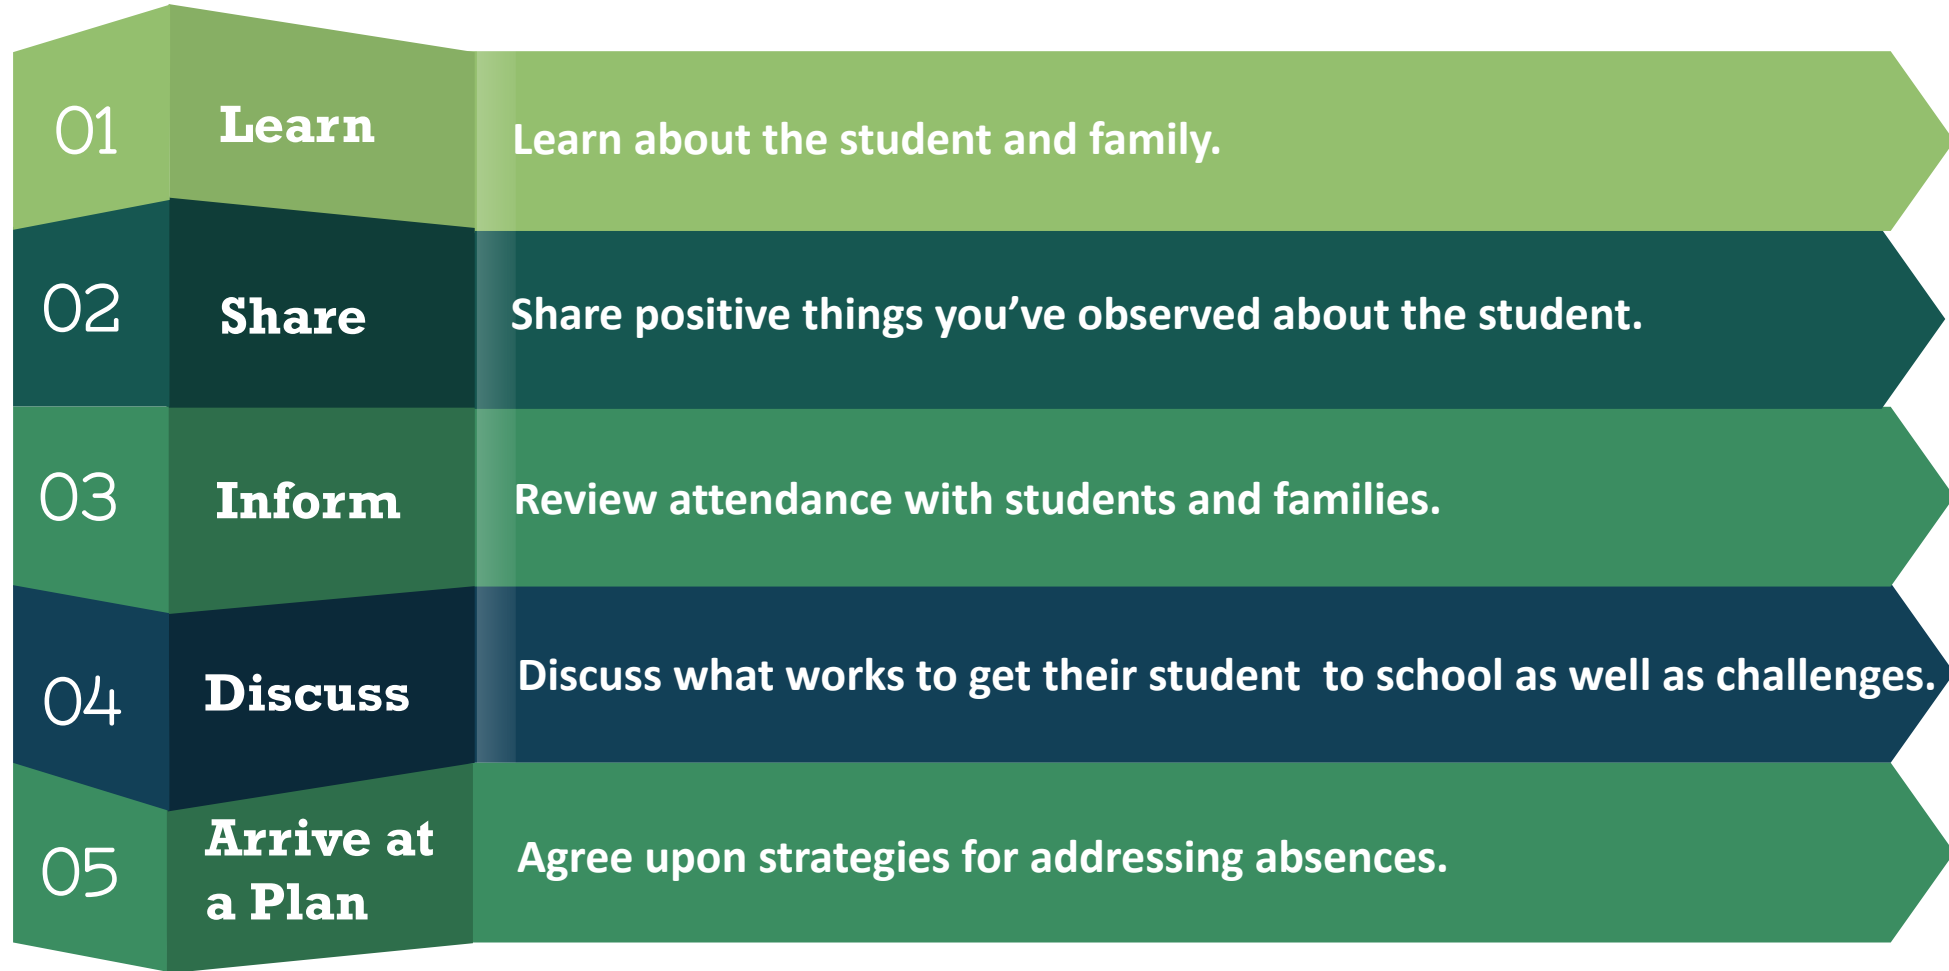 01
Learn
Learn about the student and family.
02
Share
Share positive things you’ve observed about the student.
03
Inform
Review attendance with students and families.
04
Discuss
Discuss what works to get their student  to school as well as challenges.
05
Arrive at
a Plan
Agree upon strategies for addressing absences.